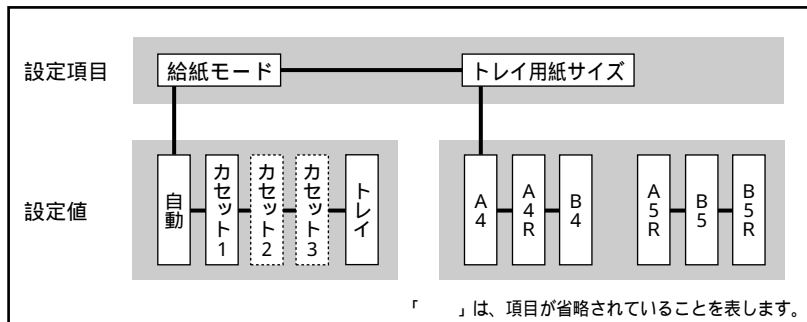 設定項目
給紙モード
トレイ用紙サイズ
設定値
自動
カセット1
カセット2
カセット3
トレイ
A4
A4R
B4
A5R
B5
B5R
「　　」は、項目が省略されていることを表します。